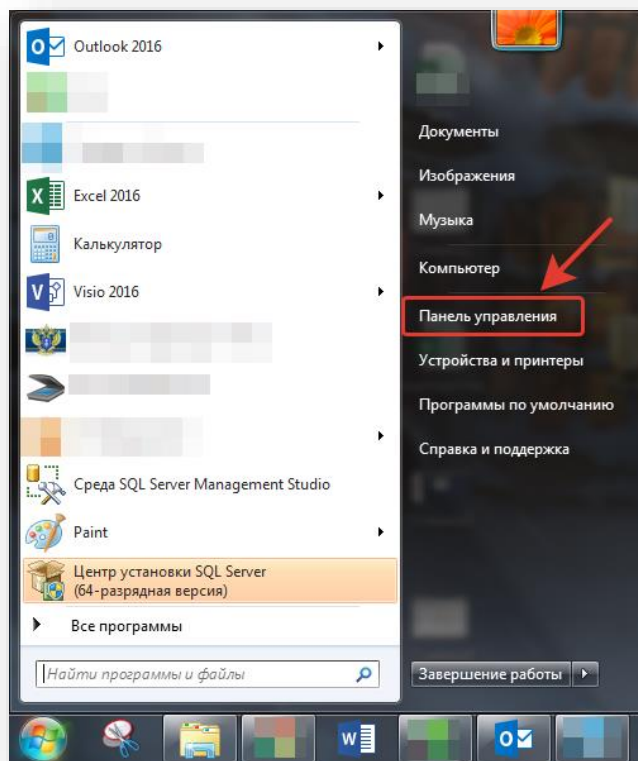 Outlook 2016
Excel 2016
Калькулятор
Visio 2016
Среда SQL Server Management Studio
Paint
Центр установки SQL Server
(64-разрядная версия)
Все программы
Найти программы и файлы
Документы
Изображения
Музыка
Компьютер
Панель управления
Устройства и принтеры
Программы по умолчанию
Справка и поддержка
Завершение работы